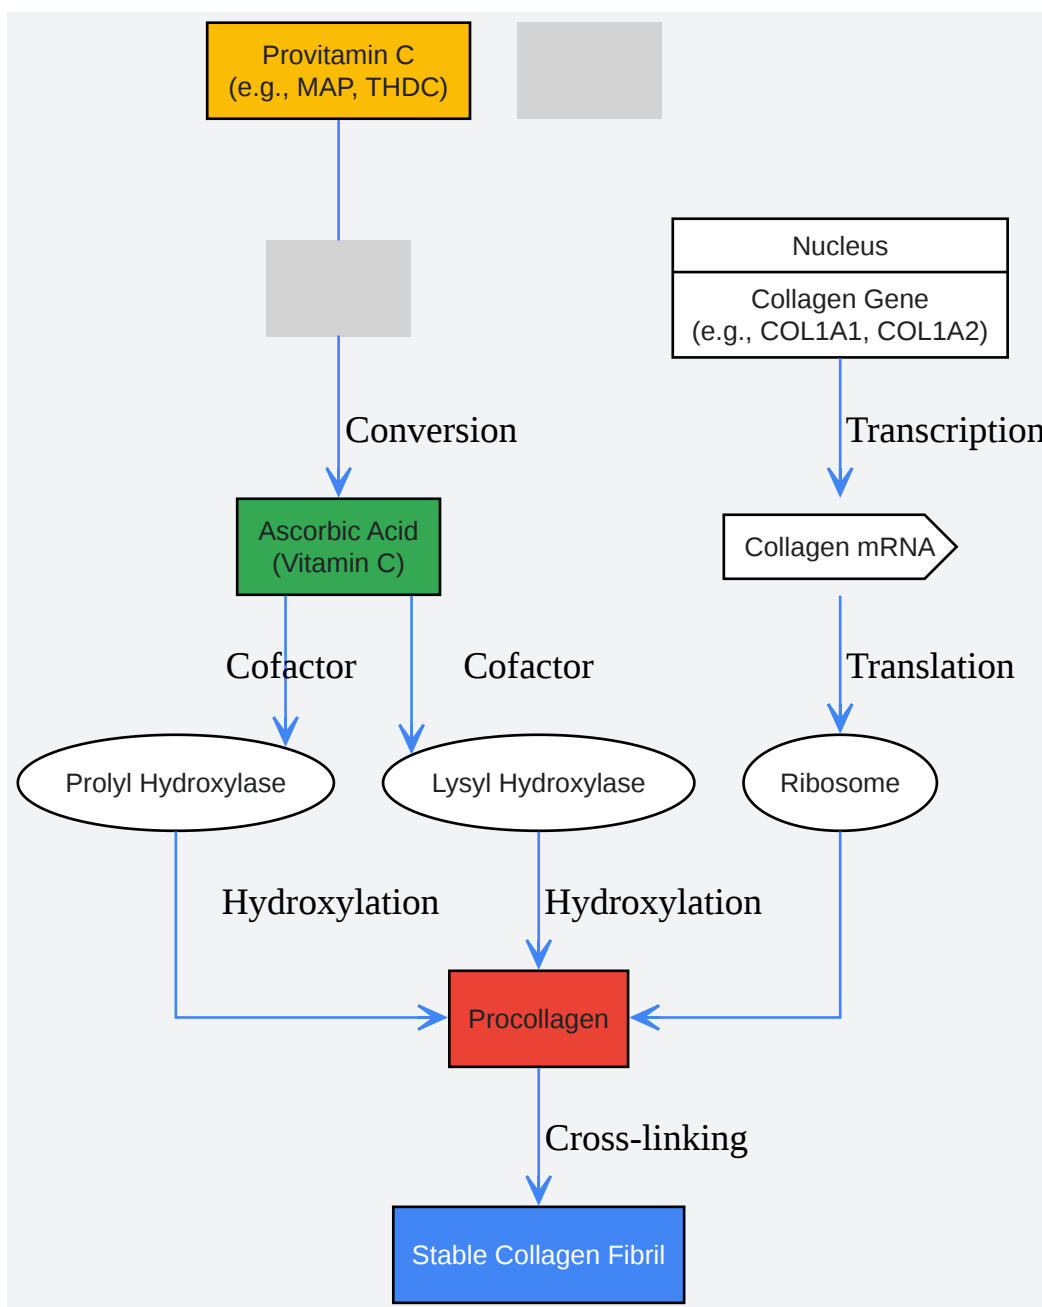 Provitamin C
(e.g., MAP, THDC)
Nucleus
Collagen Gene
(e.g., COL1A1, COL1A2)
Conversion
Transcription
Ascorbic Acid
(Vitamin C)
Collagen mRNA
Cofactor
Cofactor
Translation
Prolyl Hydroxylase
Lysyl Hydroxylase
Ribosome
Hydroxylation
Hydroxylation
Procollagen
Cross-linking
Stable Collagen Fibril